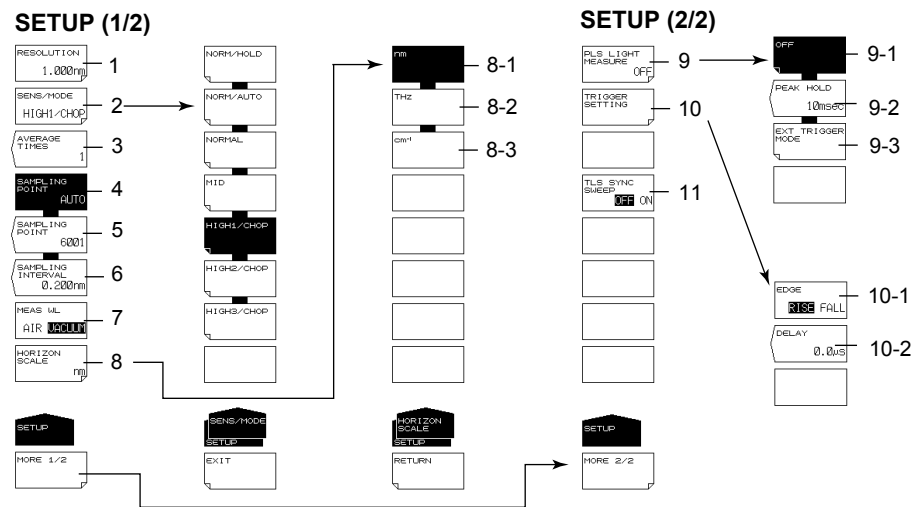 SETUP (1/2)
RESOLUTION
1.000nm
1
SENS/MODE
HIGH1/CHOP
2
AVERAGE
TIMES
1
3
SAMPLING
POINT
AUTO
4
SAMPLING
POINT
6001
5
SAMPLING
INTERVAL
0.200nm
6
MEAS WL
AIR VACUUM
7
HORIZON
SCALE
nm
8
SETUP
MORE 1/2
NORM/HOLD
NORM/AUTO
NORMAL
MID
HIGH1/CHOP
HIGH2/CHOP
HIGH3/CHOP
SENS/MODE
SETUP
EXIT
nm
8-1
THz
8-2
cm⁻¹
8-3
HORIZON
SCALE
SETUP
RETURN
SETUP (2/2)
PLS LIGHT
MEASURE
OFF
9
TRIGGER
SETTING
10
TLS SYNC
SWEEP
OFF ON
11
SETUP
MORE 2/2
OFF
9-1
PEAK HOLD
10msec
9-2
EXT TRIGGER
MODE
9-3
EDGE
RISE FALL
10-1
DELAY
0.0µs
10-2